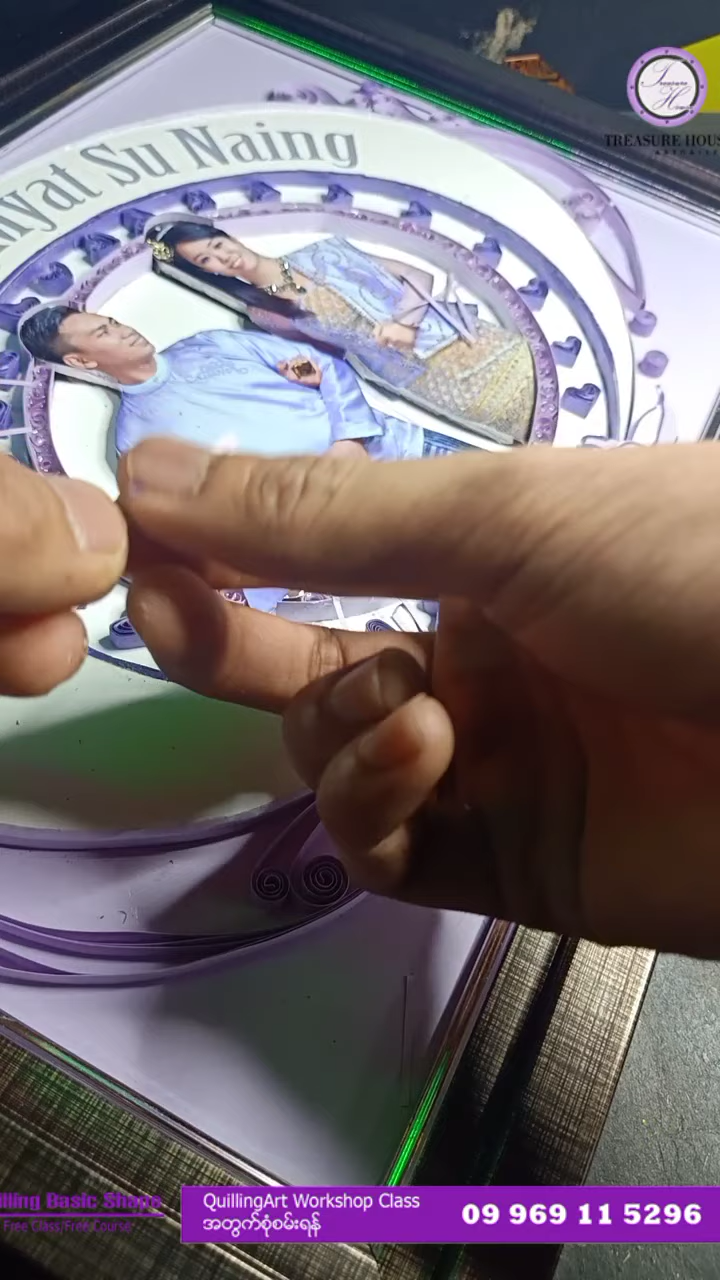 TREASURE HOUS
nyat Su Naing
illing Basic Shape
Free Class/Free Course
QuillingArt Workshop Class
အတွက်စုံစမ်းရန်
09 969 11 5296